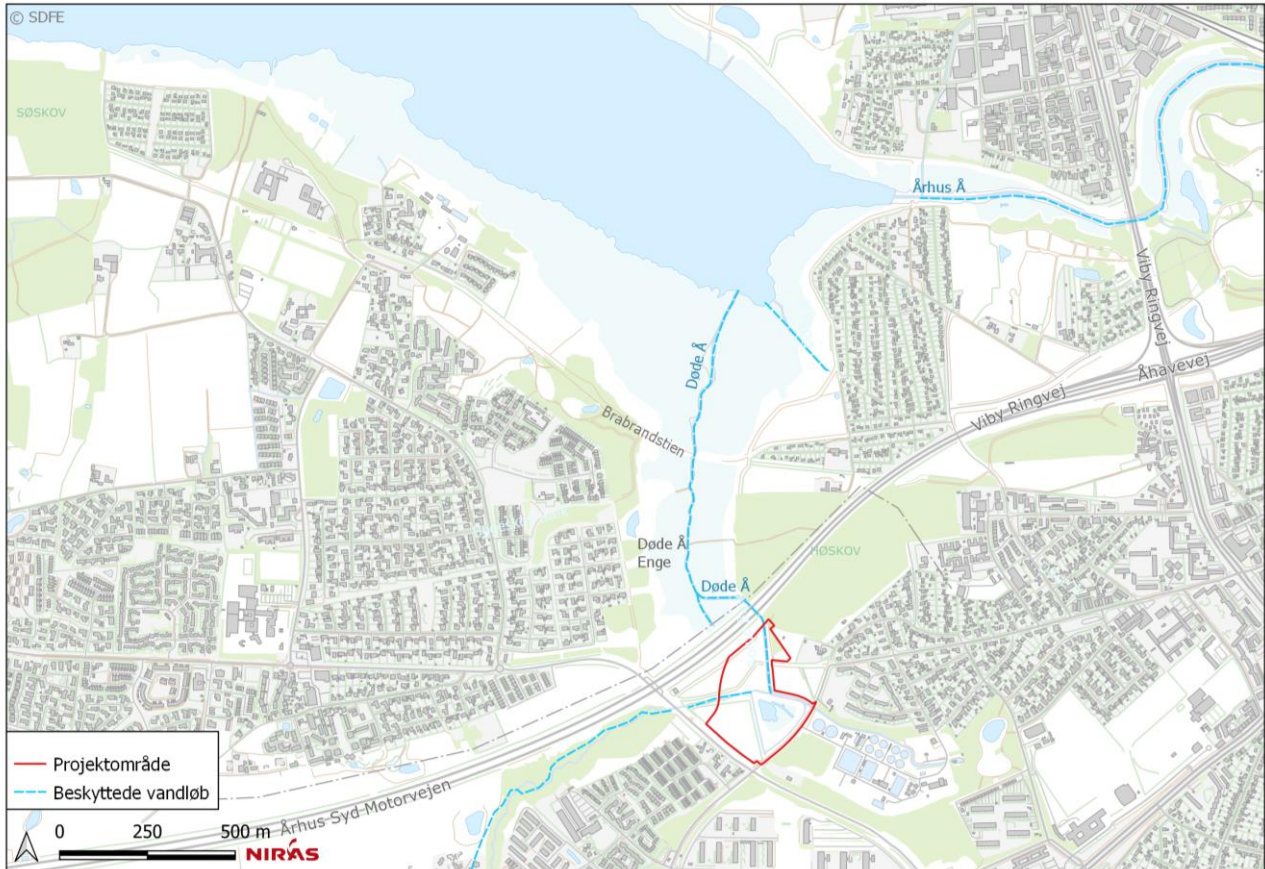 © SDFE
SØSKOV
Århus Å
Viby Ringvej
Døde Å
Åhavevej
Viby Ringvej
Brabrandstien
Døde Å
Enge
HØSKOV
Døde Å
Projektområde
Beskyttede vandløb
Århus Syd Motorvejen
0 250 500 m
NIRAS